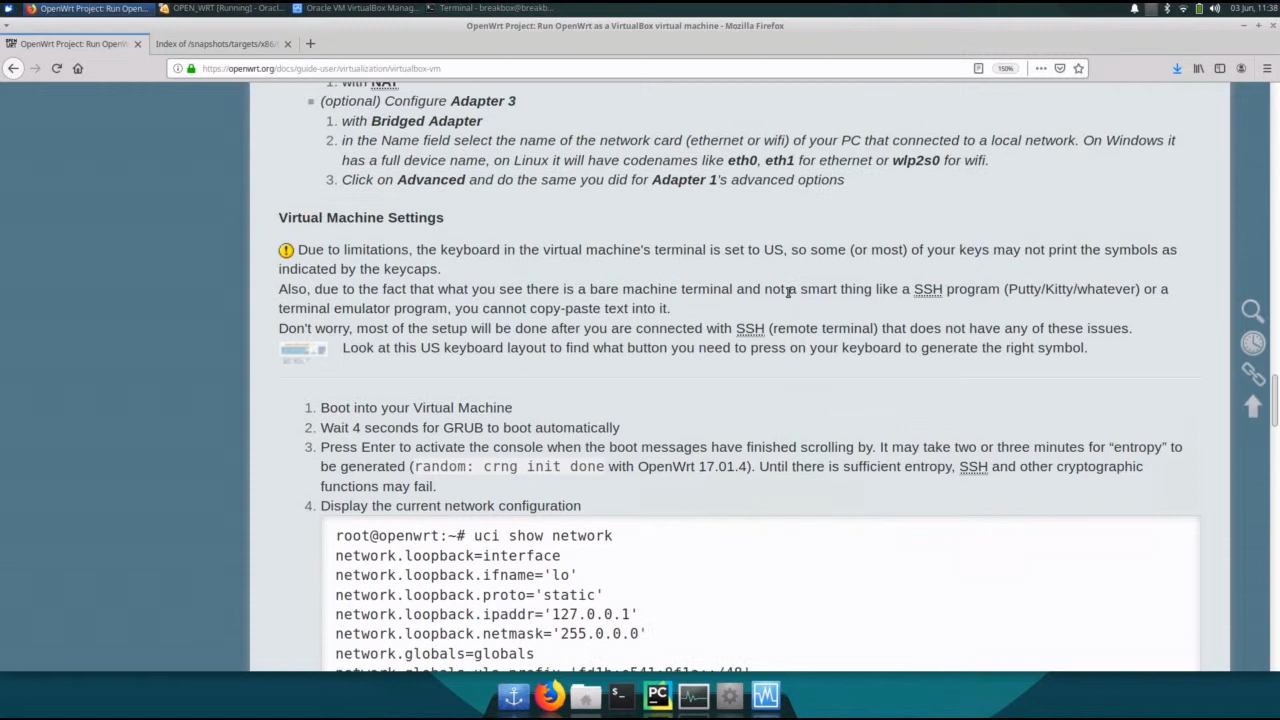 OpenWrt Project: Run Open...
OPEN_WRT [Running] - Oracl...
Oracle VM VirtualBox Manag...
Terminal - breakbox@breakb...
03 Jun, 11:38
OpenWrt Project: Run OpenWrt as a VirtualBox virtual machine - Mozilla Firefox
OpenWrt Project: Run OpenW
Index of /snapshots/targets/x86/
https://openwrt.org/docs/guide-user/virtualization/virtualbox-vm
150%
1. with NAT
(optional) Configure Adapter 3
1. with Bridged Adapter
2. in the Name field select the name of the network card (ethernet or wifi) of your PC that connected to a local network. On Windows it
has a full device name, on Linux it will have codenames like eth0, eth1 for ethernet or wlp2s0 for wifi.
3. Click on Advanced and do the same you did for Adapter 1's advanced options
Virtual Machine Settings
Due to limitations, the keyboard in the virtual machine's terminal is set to US, so some (or most) of your keys may not print the symbols as
indicated by the keycaps.
Also, due to the fact that what you see there is a bare machine terminal and not a smart thing like a SSH program (Putty/Kitty/whatever) or a
terminal emulator program, you cannot copy-paste text into it.
Don't worry, most of the setup will be done after you are connected with SSH (remote terminal) that does not have any of these issues.
Look at this US keyboard layout to find what button you need to press on your keyboard to generate the right symbol.
1. Boot into your Virtual Machine
2. Wait 4 seconds for GRUB to boot automatically
3. Press Enter to activate the console when the boot messages have finished scrolling by. It may take two or three minutes for “entropy” to
be generated (random: crng init done with OpenWrt 17.01.4). Until there is sufficient entropy, SSH and other cryptographic
functions may fail.
4. Display the current network configuration
root@openwrt:~# uci show network
network.loopback=interface
network.loopback.ifname='lo'
network.loopback.proto='static'
network.loopback.ipaddr='127.0.0.1'
network.loopback.netmask='255.0.0.0'
network.globals=globals
PC